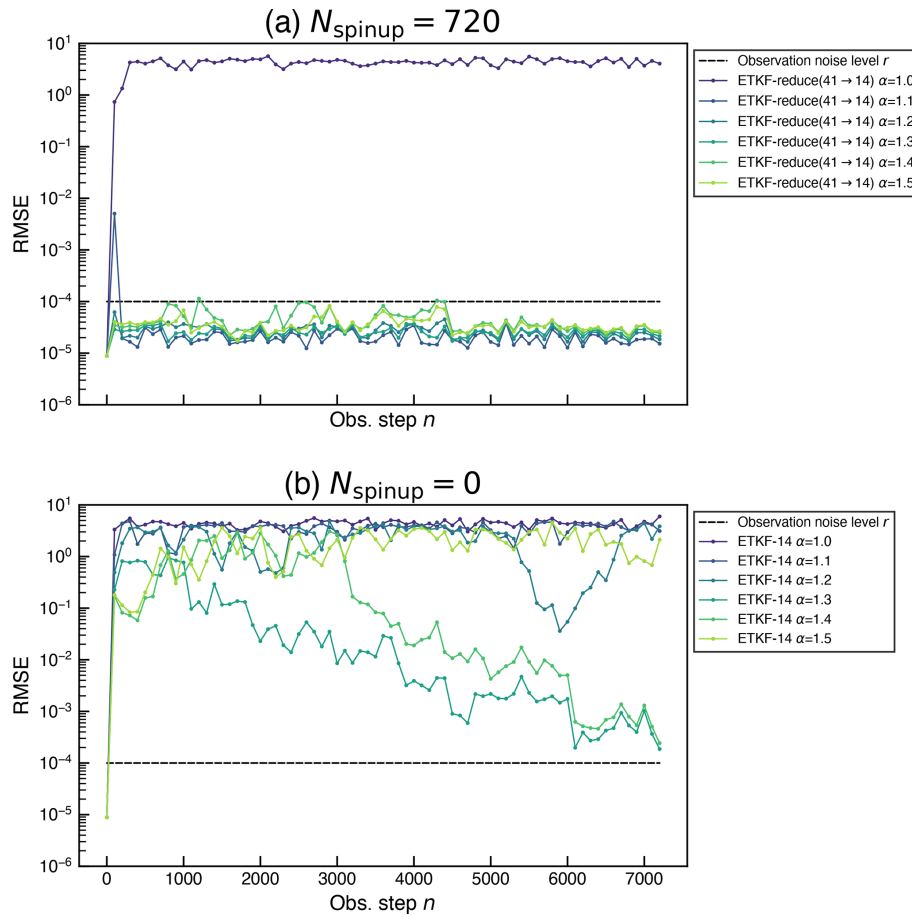 (a) N_spinup = 720
10^1
10^0
10^-1
10^-2
10^-3
10^-4
10^-5
10^-6
RMSE
Obs. step n
Observation noise level r
ETKF-reduce(41 → 14) α=1.0
ETKF-reduce(41 → 14) α=1.1
ETKF-reduce(41 → 14) α=1.2
ETKF-reduce(41 → 14) α=1.3
ETKF-reduce(41 → 14) α=1.4
ETKF-reduce(41 → 14) α=1.5
(b) N_spinup = 0
10^1
10^0
10^-1
10^-2
10^-3
10^-4
10^-5
10^-6
RMSE
0 1000 2000 3000 4000 5000 6000 7000
Obs. step n
Observation noise level r
ETKF-14 α=1.0
ETKF-14 α=1.1
ETKF-14 α=1.2
ETKF-14 α=1.3
ETKF-14 α=1.4
ETKF-14 α=1.5